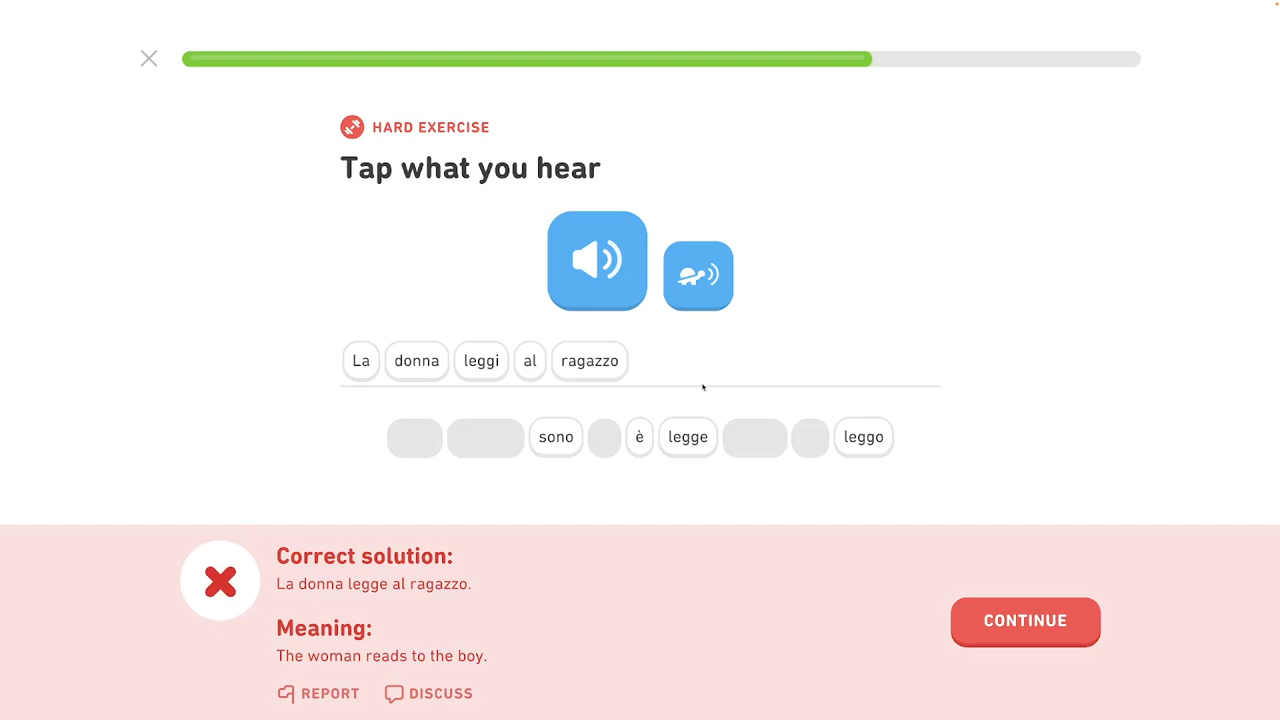 HARD EXERCISE
Tap what you hear
La donna leggi al ragazzo
sono è legge leggo
Correct solution:
La donna legge al ragazzo.
Meaning:
The woman reads to the boy.
REPORT DISCUSS
CONTINUE